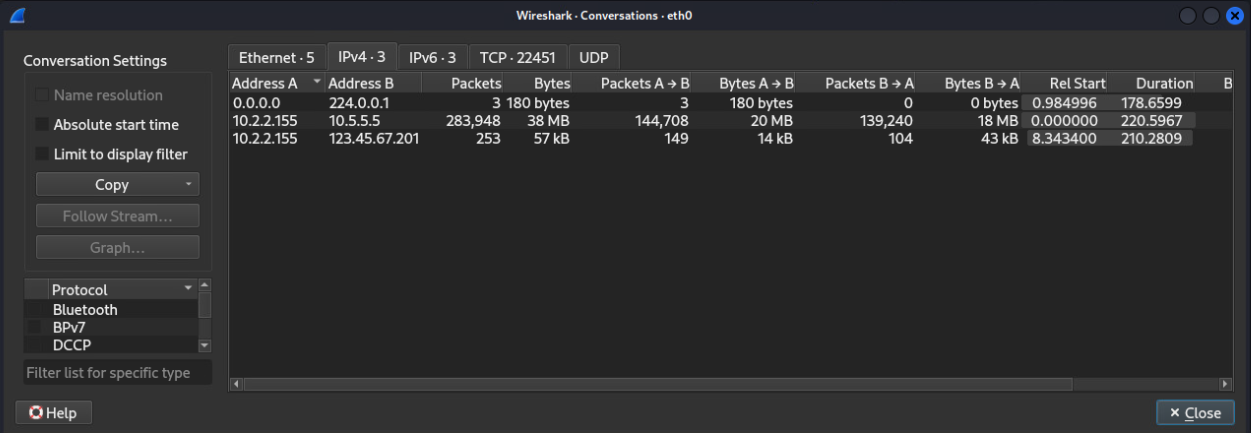 Wireshark · Conversations · eth0
Conversation Settings
Name resolution
Absolute start time
Limit to display filter
Copy
Follow Stream...
Graph...
Protocol
Bluetooth
BPv7
DCCP
Filter list for specific type
Ethernet · 5 IPv4 · 3 IPv6 · 3 TCP · 22451 UDP
Address A Address B Packets Bytes Packets A → B Bytes A → B Packets B → A Bytes B → A Rel Start Duration B
0.0.0.0 224.0.0.1 3 180 bytes 3 180 bytes 0 0 bytes 0.984996 178.6599
10.2.2.155 10.5.5.5 283,948 38 MB 144,708 20 MB 139,240 18 MB 0.000000 220.5967
10.2.2.155 123.45.67.201 253 57 kB 149 14 kB 104 43 kB 8.343400 210.2809
Help
Close